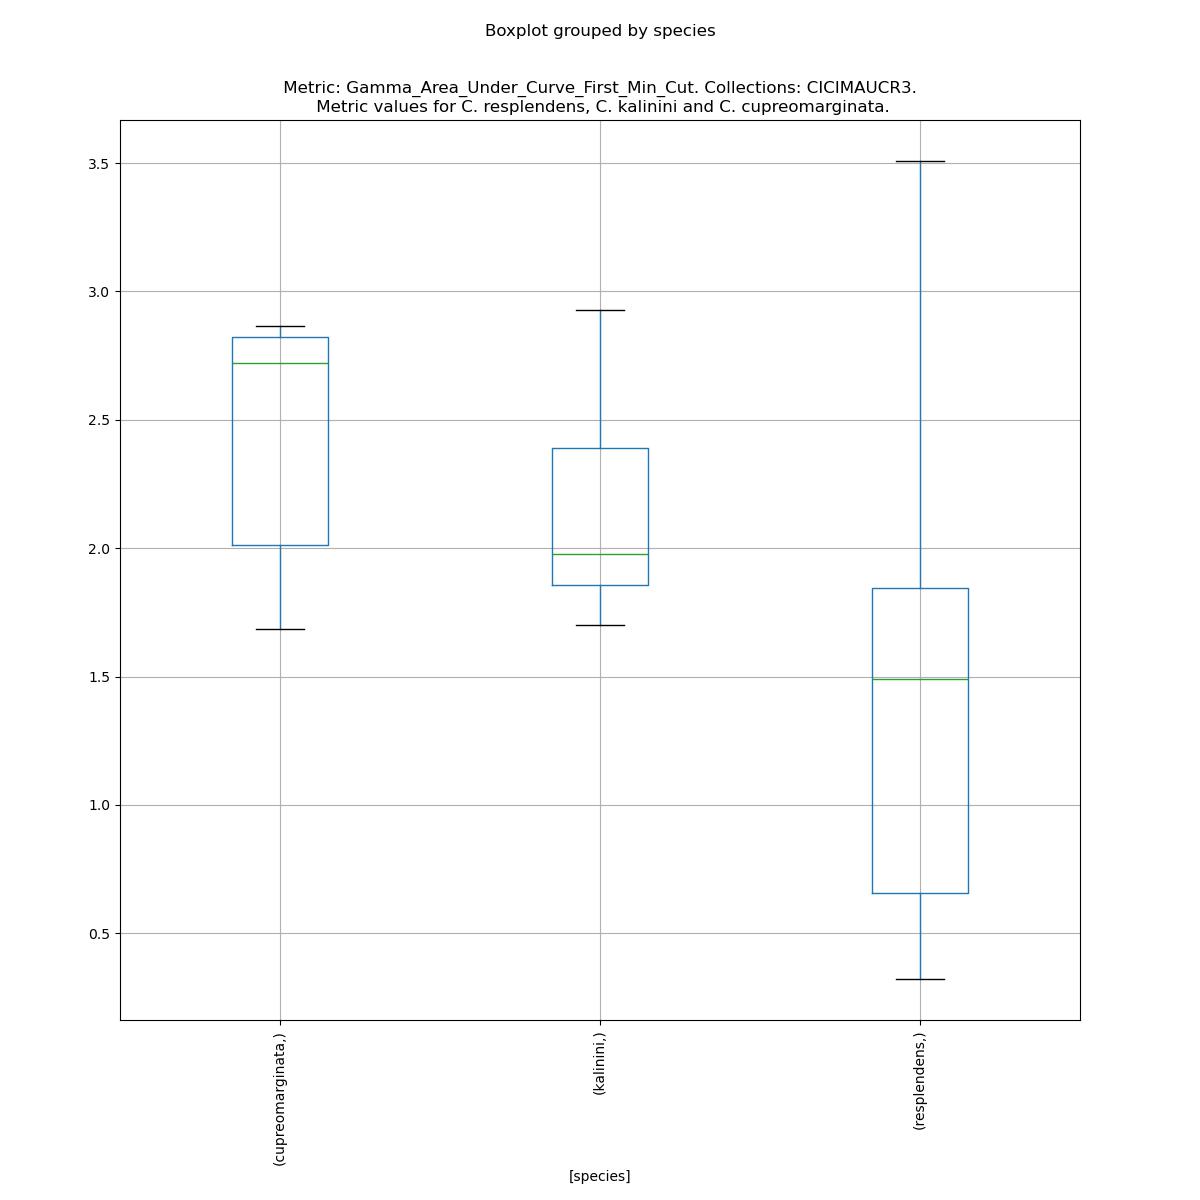 Boxplot grouped by species
Metric: Gamma_Area_Under_Curve_First_Min_Cut. Collections: CICIMAUCR3.
Metric values for C. resplendens, C. kalinini and C. cupreomarginata.
3.5
3.0
2.5
2.0
1.5
1.0
0.5
(cupreomarginata,)
(kalinini,)
(resplendens,)
[species]